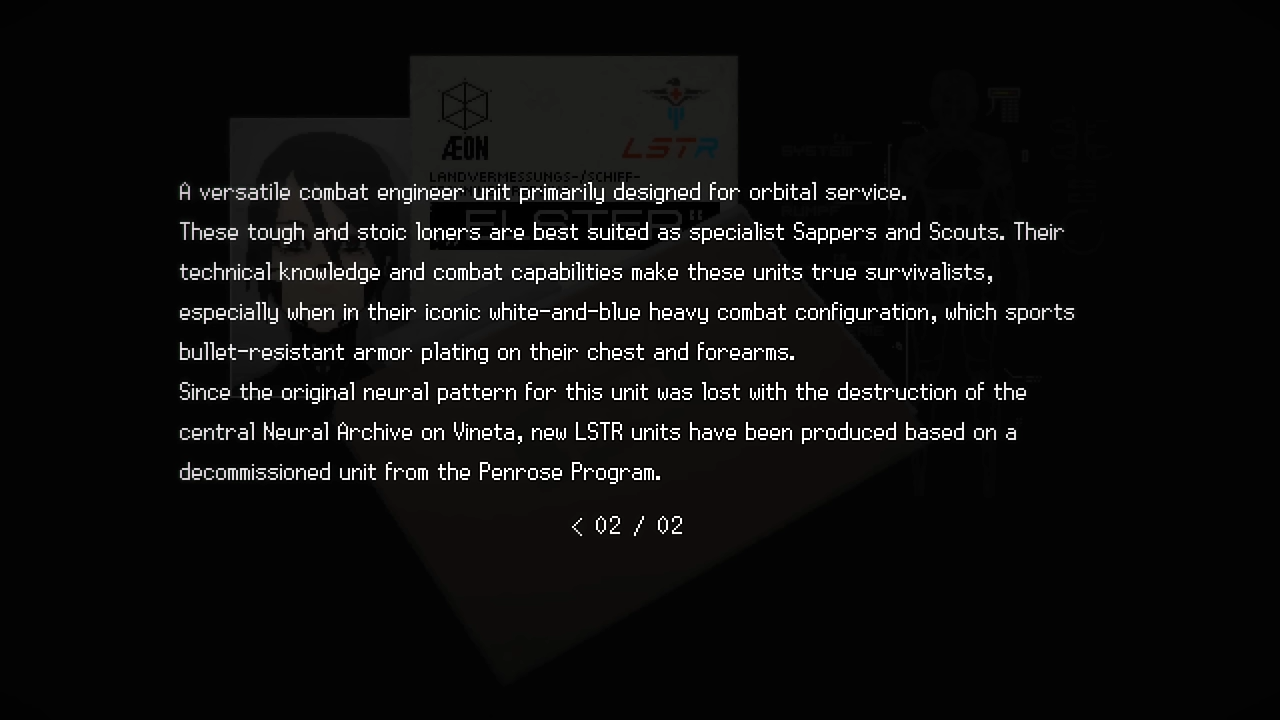 ÆON
LSTR
LANDVERMESSUNGS-/SCHIFF-
"ELSTER"
A versatile combat engineer unit primarily designed for orbital service.
These tough and stoic loners are best suited as specialist Sappers and Scouts. Their
technical knowledge and combat capabilities make these units true survivalists,
especially when in their iconic white-and-blue heavy combat configuration, which sports
bullet-resistant armor plating on their chest and forearms.
Since the original neural pattern for this unit was lost with the destruction of the
central Neural Archive on Vineta, new LSTR units have been produced based on a
decommissioned unit from the Penrose Program.
< 02 / 02